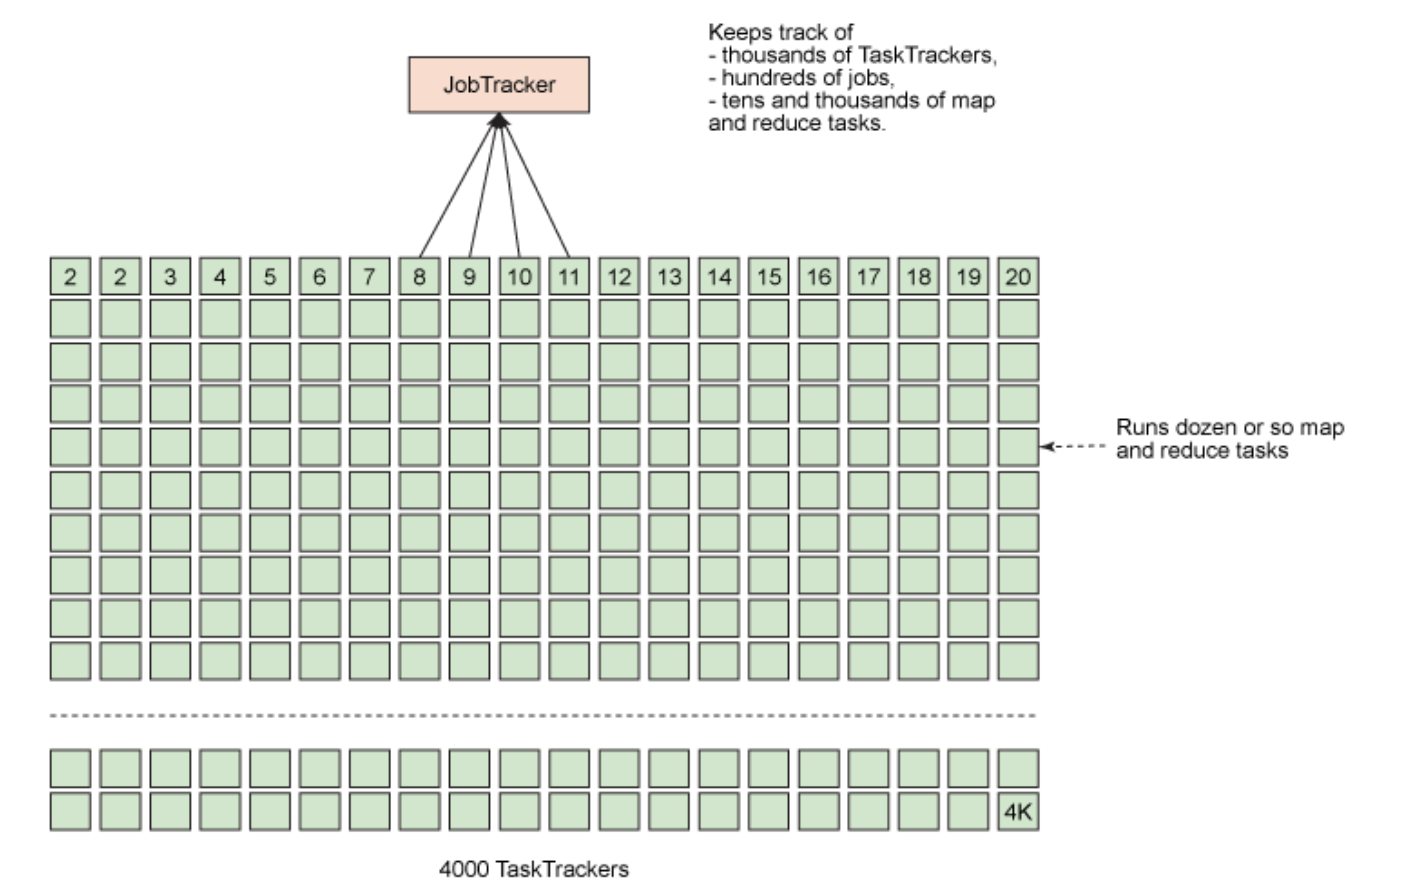 Keeps track of
- thousands of TaskTrackers,
- hundreds of jobs,
- tens and thousands of map
and reduce tasks.
JobTracker
2 2 3 4 5 6 7 8 9 10 11 12 13 14 15 16 17 18 19 20
Runs dozen or so map
and reduce tasks
4K
4000 TaskTrackers